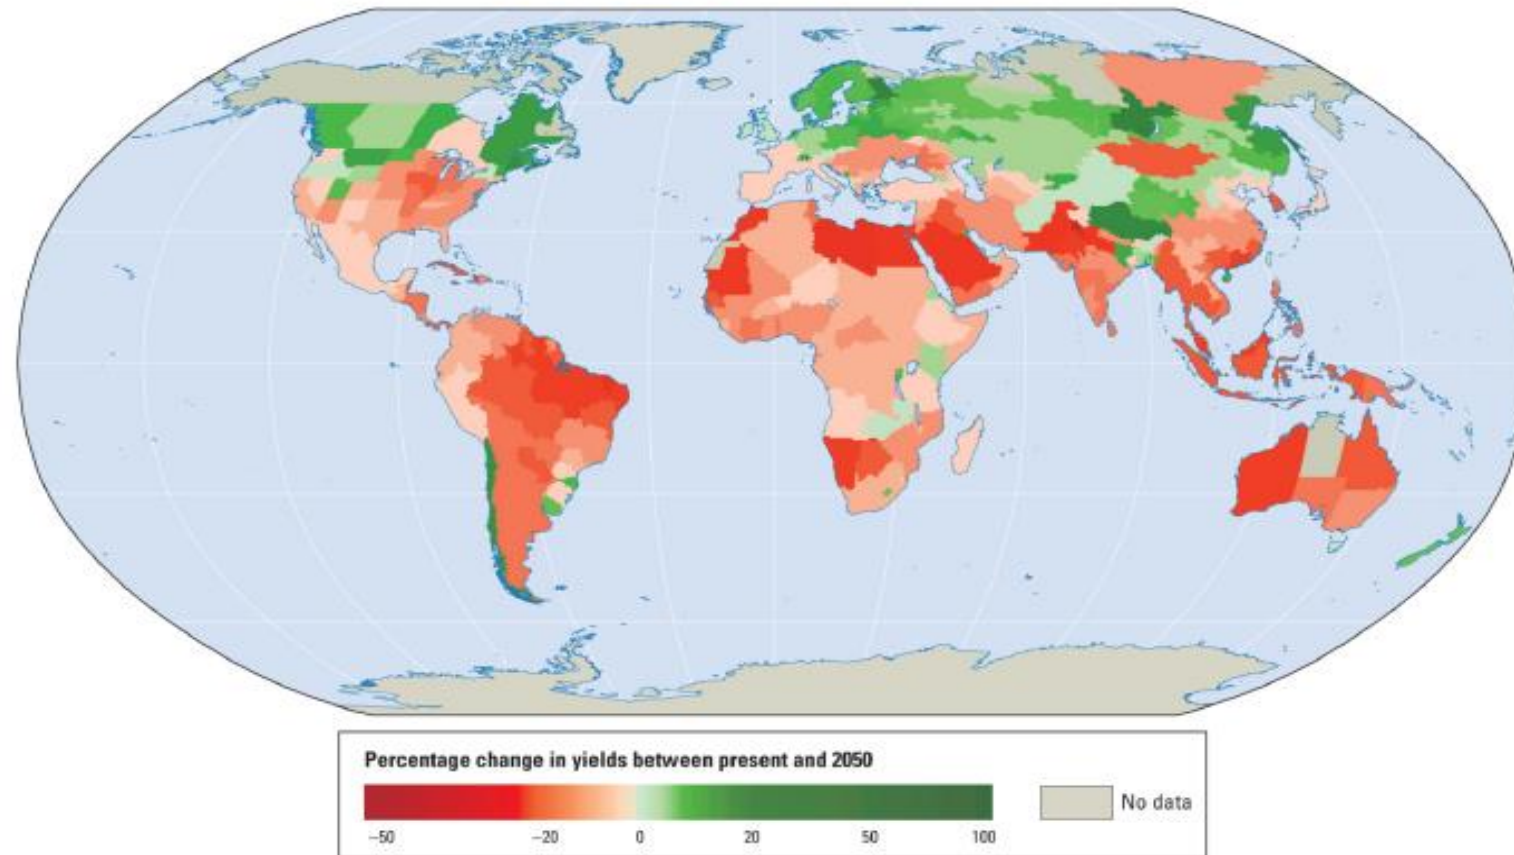 Percentage change in yields between present and 2050
No data
–50 –20 0 20 50 100